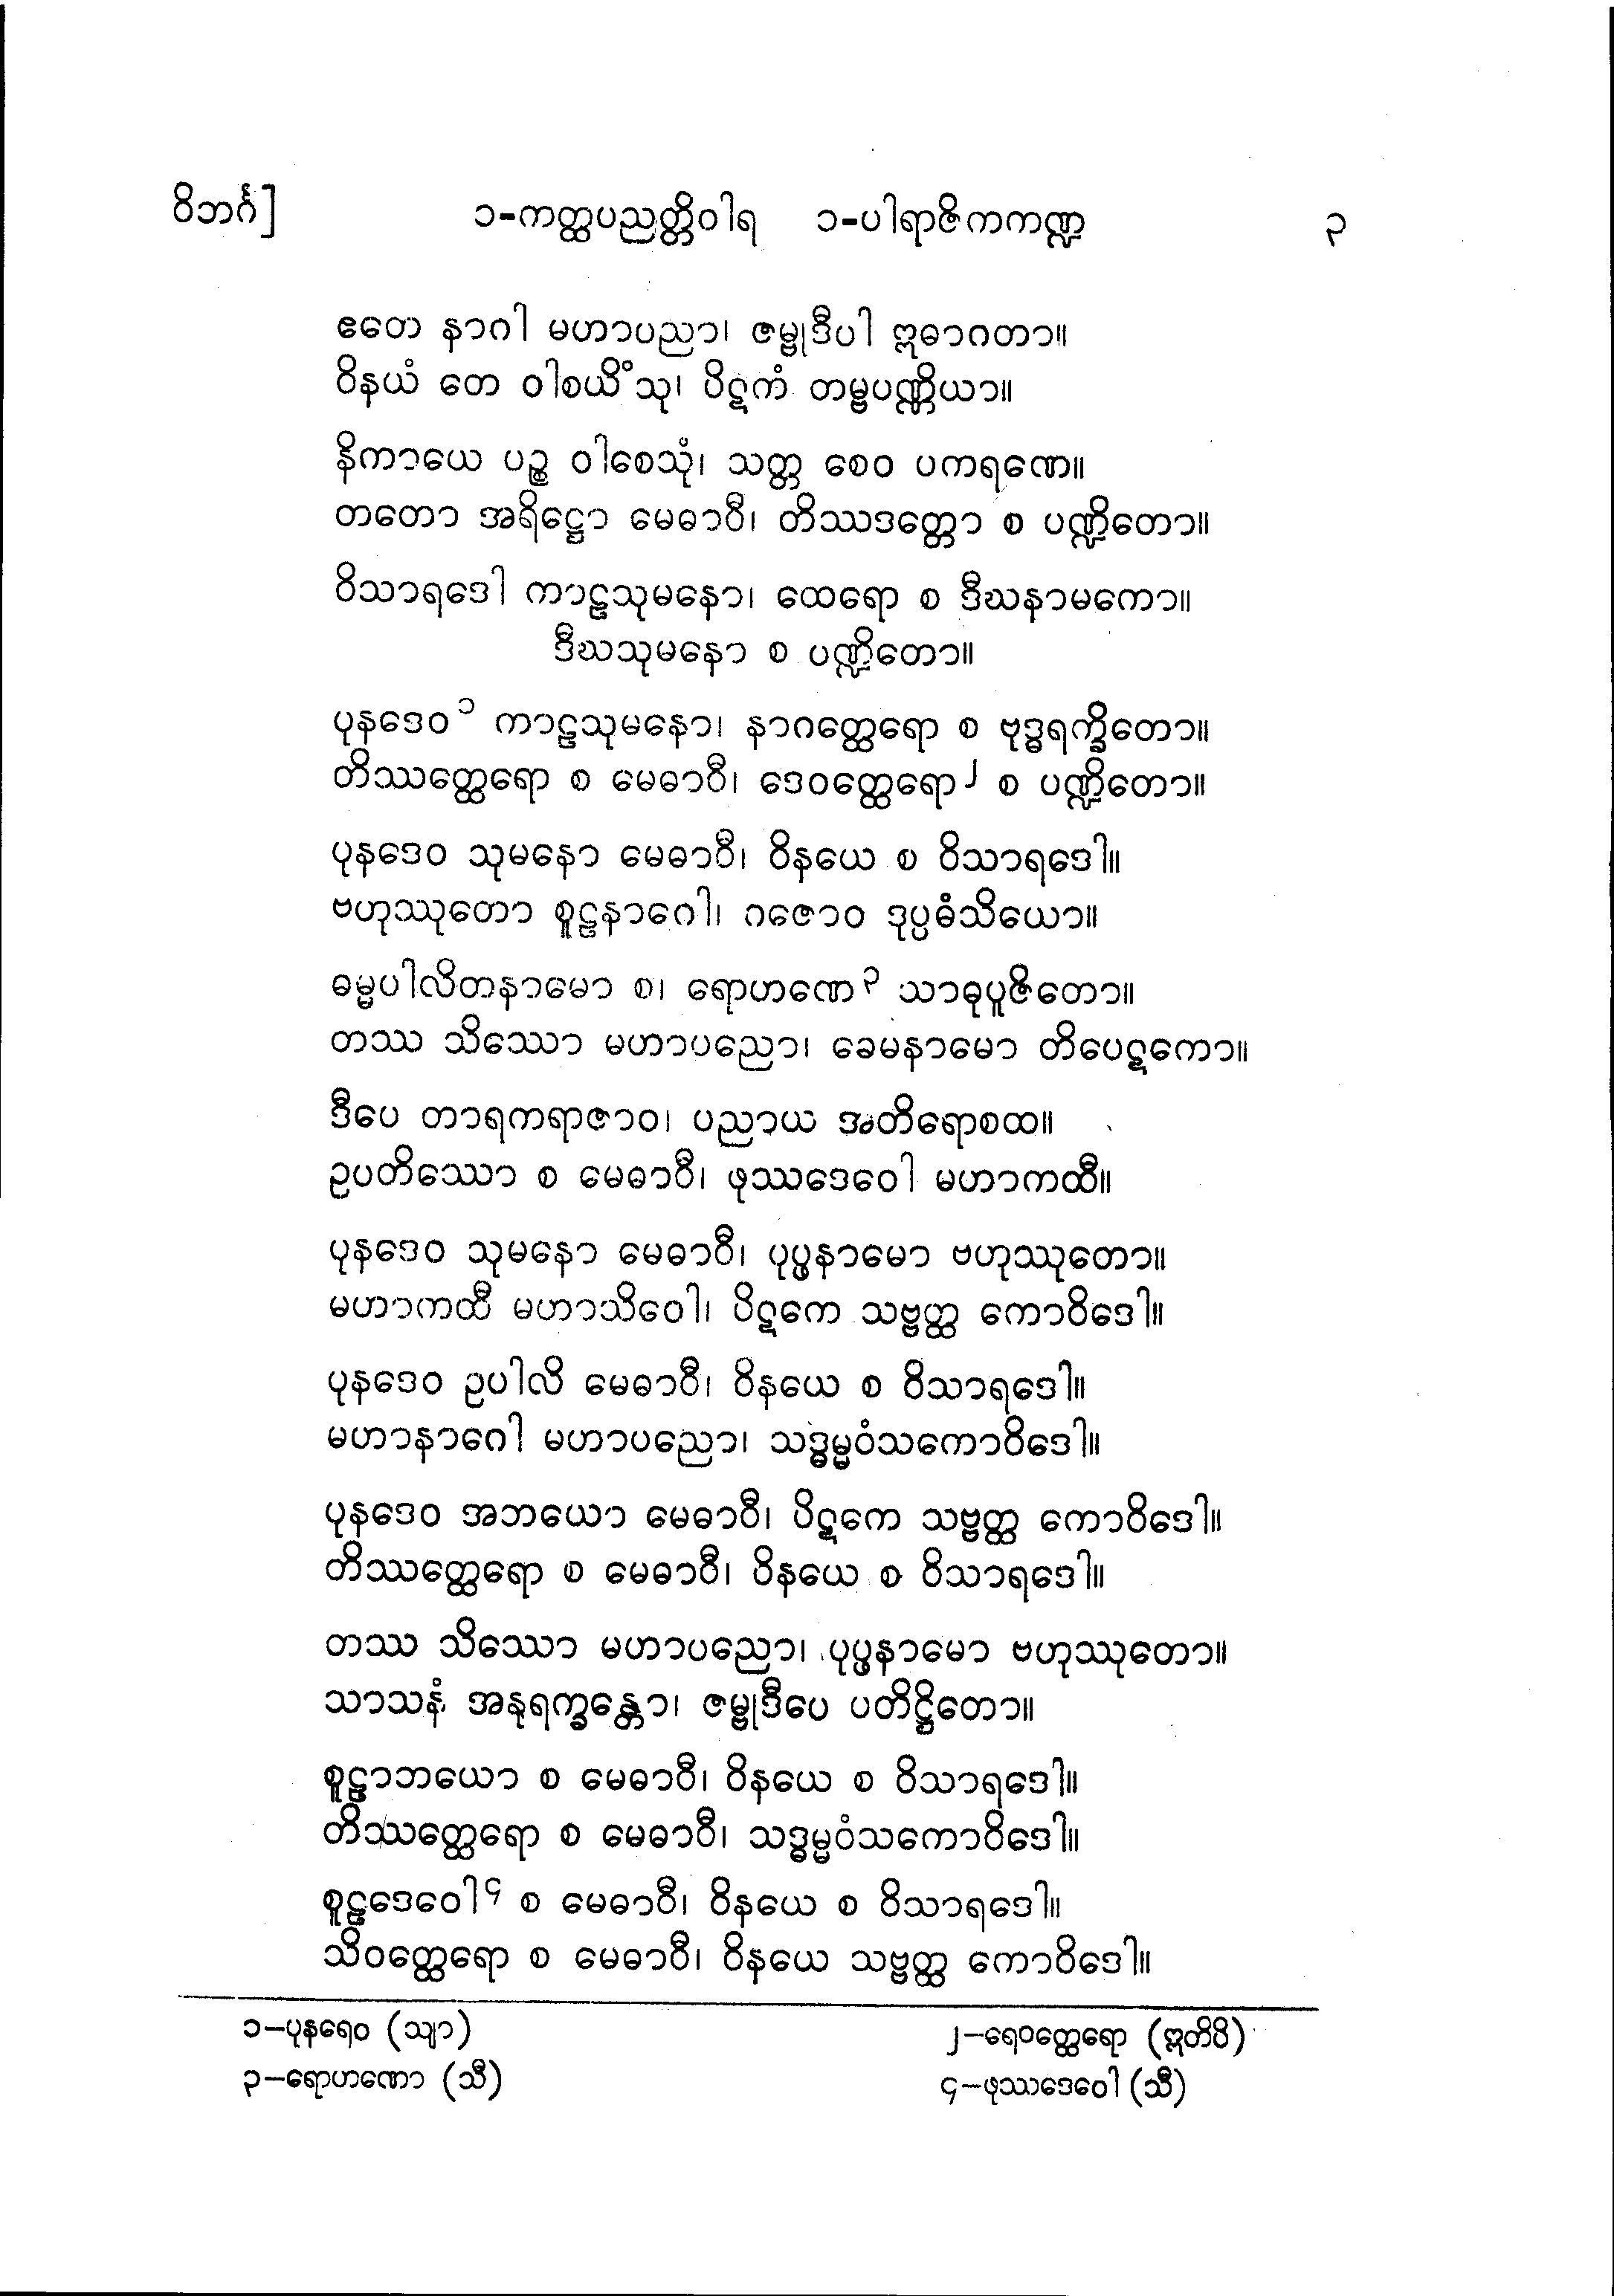 ဝိဘင်္ဂ] ၁-ကတ္ထပညတ္တိဝါရ ၁-ပါရာဇိကကဏ္ဍ ၃
ဧတေ နာဂါ မဟာပညာ၊ ဇမ္ဗုဒီပါ ဣဓာဂတာ။
ဝိနယံ တေ ဝါစယိံသု၊ ပိဋကံ တမ္ဗပဏ္ဏိယာ။
နိကာယေ ပဉ္စ ဝါစေသုံ၊ သတ္တ စေဝ ပကရဏေ။
တတော အရိဋ္ဌော မေဓာဝီ၊ တိဿဒတ္တော စ ပဏ္ဍိတော။
ဝိသာရဒေါ ကာဠသုမနော၊ ထေရော စ ဒီဃနာမကော။
ဒီဃသုမနော စ ပဏ္ဍိတော။
ပုနဒေဝ၁ ကာဠသုမနော၊ နာဂတ္ထေရော စ ဗုဒ္ဓရက္ခိတော။
တိဿတ္ထေရော စ မေဓာဝီ၊ ဒေဝတ္ထေရော၂ စ ပဏ္ဍိတော။
ပုနဒေဝ သုမနော မေဓာဝီ၊ ဝိနယေ စ ဝိသာရဒေါ။
ဗဟုဿုတော စူဠနာဂေါ၊ ဂဇောဝ ဒုပ္ပဓံသိယော။
ဓမ္မပါလိတနာမော စ၊ ရောဟဏေ၃ သာဓုပူဇိတော။
တဿ သိဿော မဟာပညော၊ ခေမနာမော တိပေဋကော။
ဒီပေ တာရကရာဇာဝ၊ ပညာယ အတိရောစထ။
ဥပတိဿော စ မေဓာဝီ၊ ဖုဿဒေဝေါ မဟာကထီ။
ပုနဒေဝ သုမနော မေဓာဝီ၊ ပုပ္ဖနာမော ဗဟုဿုတော။
မဟာကထီ မဟာသိဝေါ၊ ပိဋကေ သဗ္ဗတ္ထ ကောဝိဒေါ။
ပုနဒေဝ ဥပါလိ မေဓာဝီ၊ ဝိနယေ စ ဝိသာရဒေါ။
မဟာနာဂေါ မဟာပညော၊ သဒ္ဓမ္မဝံသကောဝိဒေါ။
ပုနဒေဝ အဘယော မေဓာဝီ၊ ပိဋကေ သဗ္ဗတ္ထ ကောဝိဒေါ။
တိဿတ္ထေရော စ မေဓာဝီ၊ ဝိနယေ စ ဝိသာရဒေါ။
တဿ သိဿော မဟာပညော၊ ပုပ္ဖနာမော ဗဟုဿုတော။
သာသနံ အနုရက္ခန္တော၊ ဇမ္ဗုဒီပေ ပတိဋ္ဌိတော။
စူဠာဘယော စ မေဓာဝီ၊ ဝိနယေ စ ဝိသာရဒေါ။
တိဿတ္ထေရော စ မေဓာဝီ၊ သဒ္ဓမ္မဝံသကောဝိဒေါ။
စူဠဒေဝေါ၄ စ မေဓာဝီ၊ ဝိနယေ စ ဝိသာရဒေါ။
သိဝတ္ထေရော စ မေဓာဝီ၊ ဝိနယေ သဗ္ဗတ္ထ ကောဝိဒေါ။
၁–ပုနရေဝ (သျာ) ၂–ရေဝတ္ထေရော (ဣတိပိ)
၃–ရောဟဏော (သီ) ၄–ဖုဿဒေဝေါ (သီ)